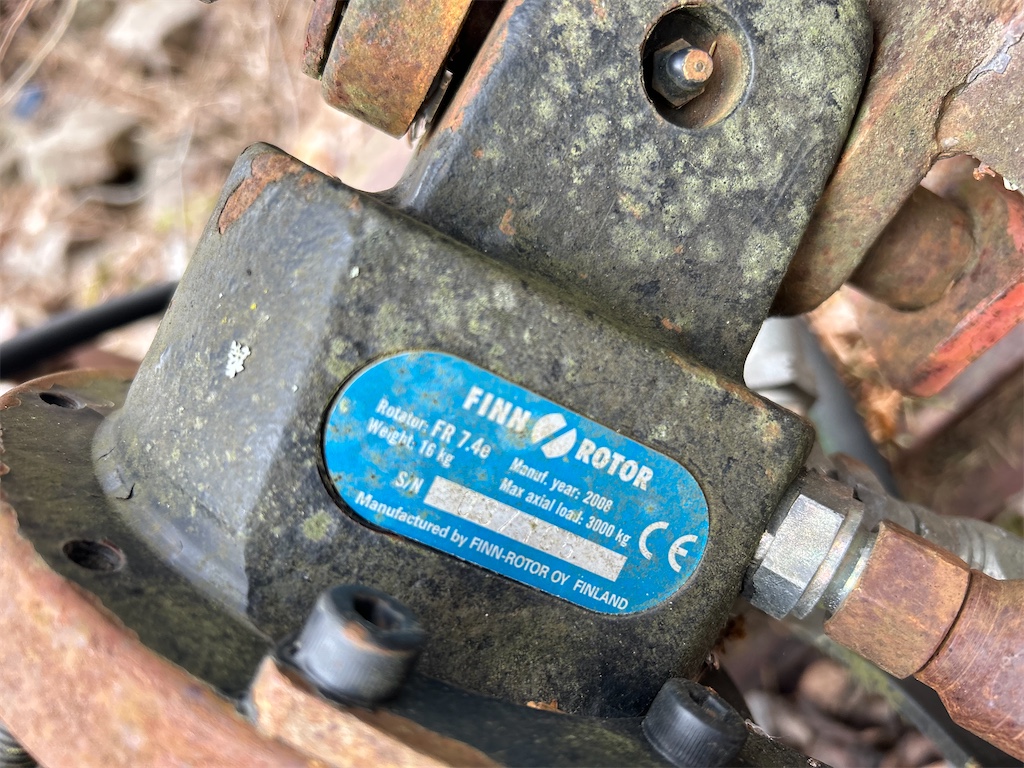 FINN ROTOR
Rotator: FR 7.4e
Weight: 16 kg
Manuf. year: 2008
Max axial load: 3000 kg
S/N
CE
Manufactured by FINN-ROTOR OY FINLAND